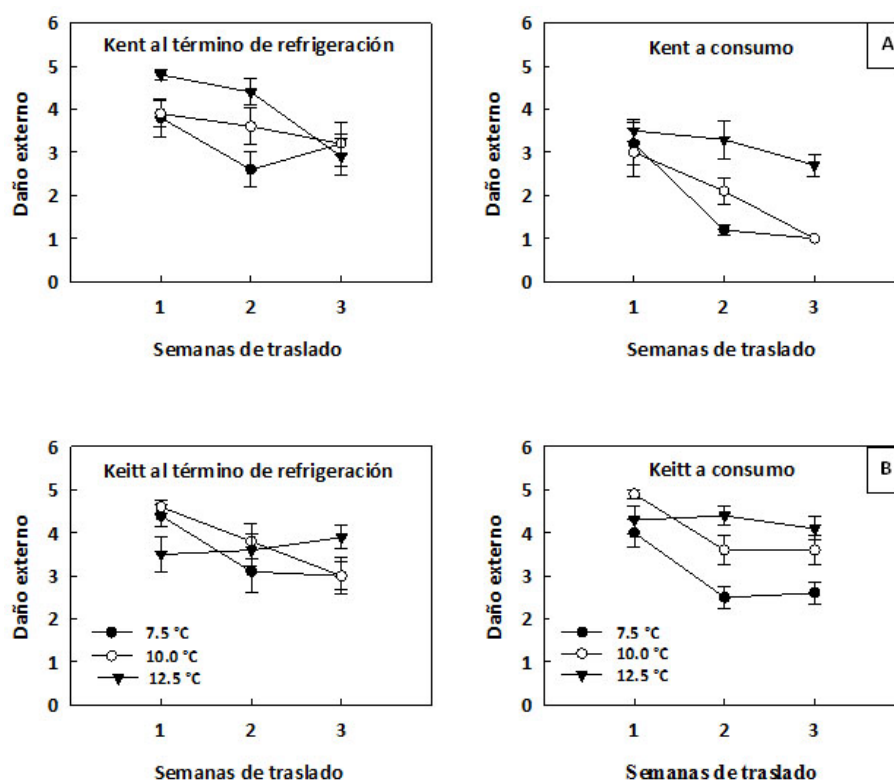 Kent al término de refrigeración
6
5
4
3
2
1
0
Daño externo
1 2 3
Semanas de traslado
Kent a consumo
A
6
5
4
3
2
1
0
Daño externo
1 2 3
Semanas de traslado
Keitt al término de refrigeración
6
5
4
3
2
1
0
Daño externo
7.5 °C
10.0 °C
12.5 °C
1 2 3
Semanas de traslado
Keitt a consumo
B
6
5
4
3
2
1
0
Daño externo
7.5 °C
10.0 °C
12.5 °C
1 2 3
Semanas de traslado